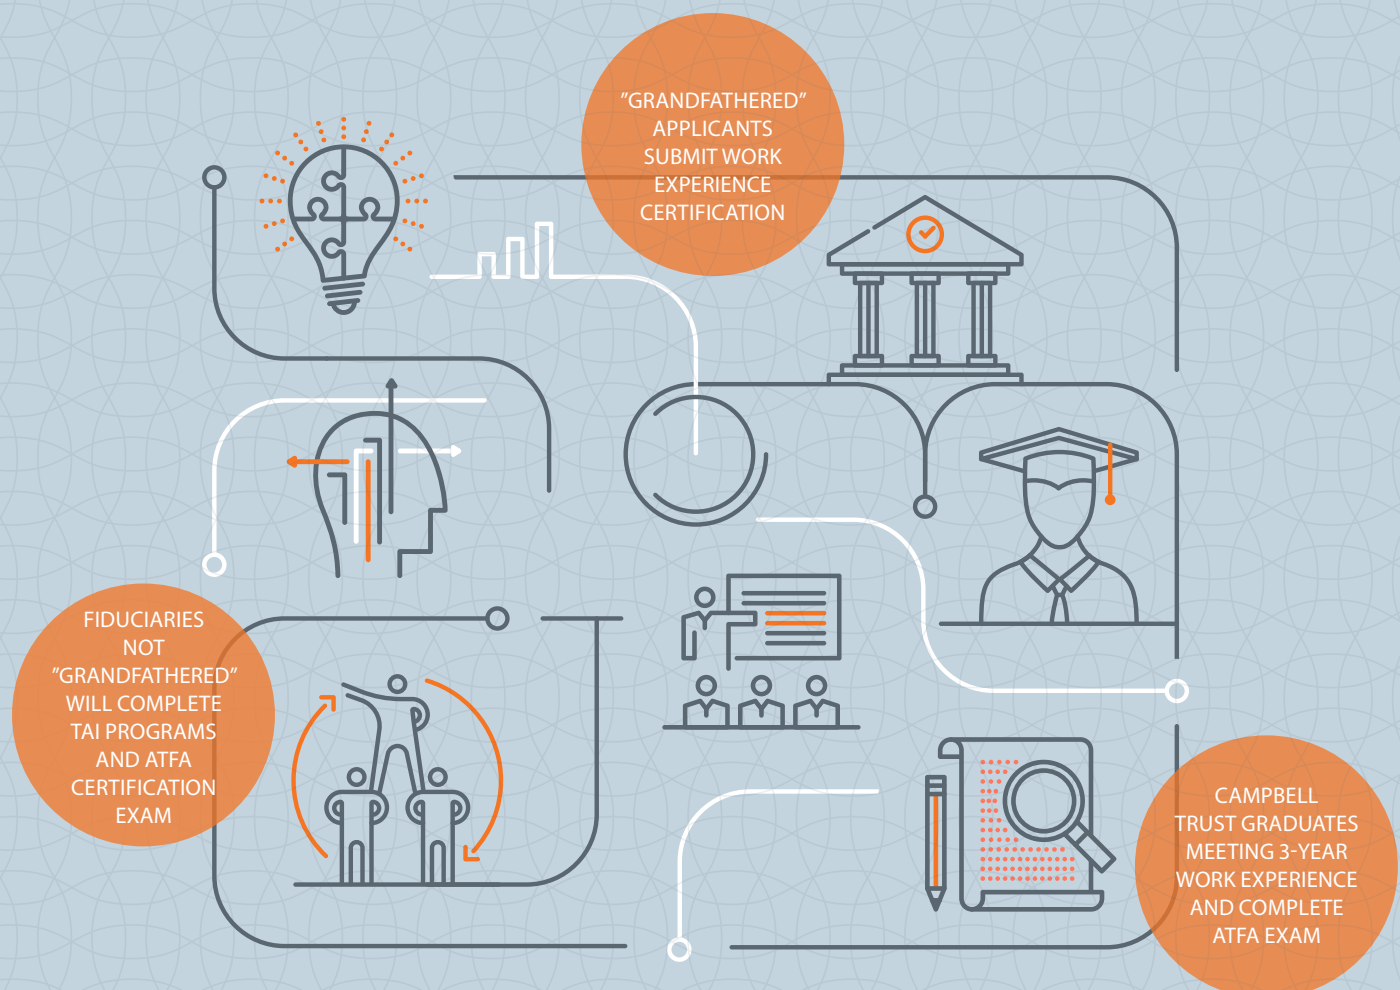 ”GRANDFATHERED”
APPLICANTS
SUBMIT WORK
EXPERIENCE
CERTIFICATION
FIDUCIARIES
NOT
”GRANDFATHERED”
WILL COMPLETE
TAI PROGRAMS
AND ATFA
CERTIFICATION
EXAM
CAMPBELL
TRUST GRADUATES
MEETING 3-YEAR
WORK EXPERIENCE
AND COMPLETE
ATFA EXAM